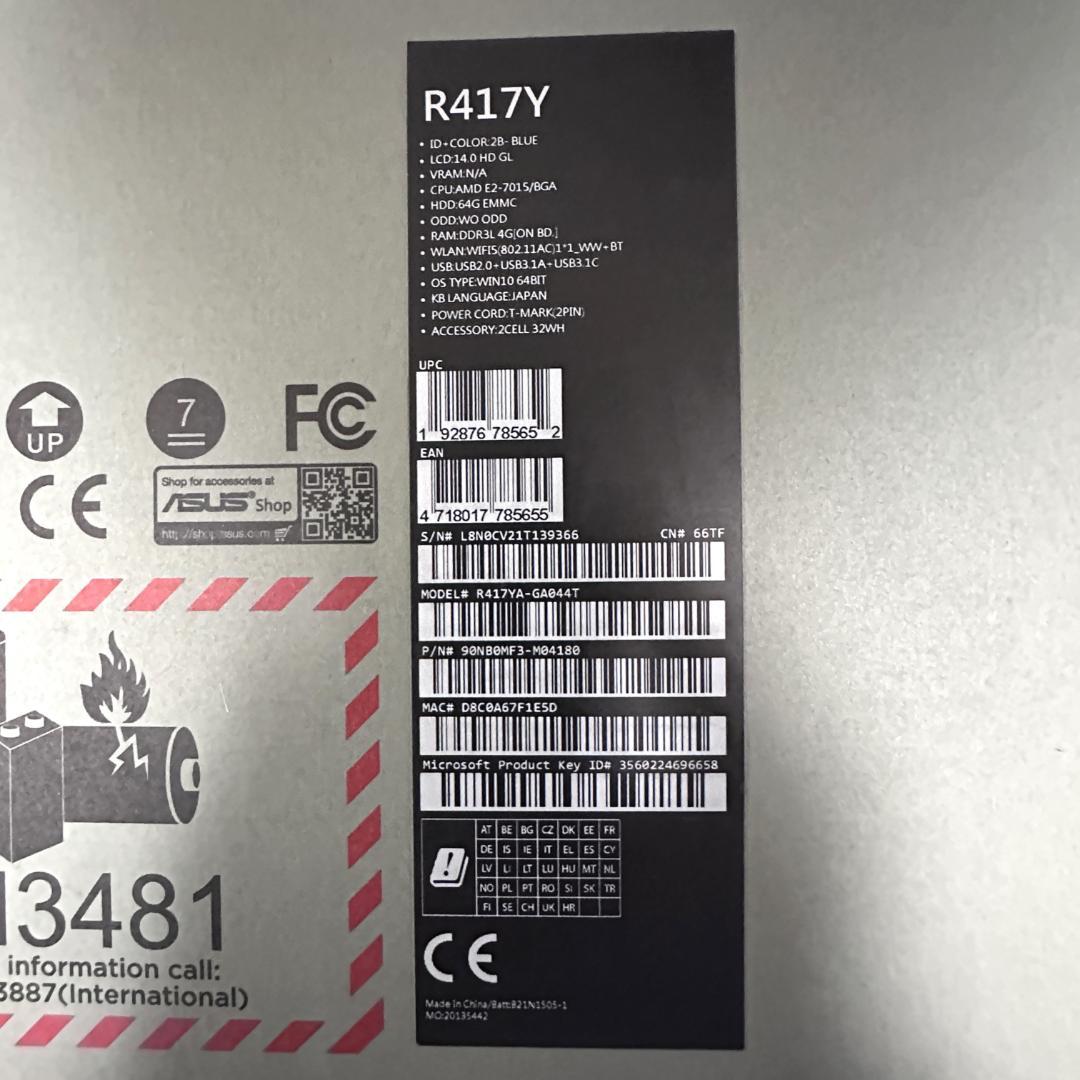 R417Y
• ID+COLOR:2B- BLUE
• LCD:14.0 HD GL
• VRAM:N/A
• CPU:AMD E2-7015/BGA
• HDD:64G EMMC
• ODD:WO ODD
• RAM:DDR3L 4G[ON BD.]
• WLAN:WIFI5(802.11AC)1*1_WW+BT
• USB:USB2.0+USB3.1A+USB3.1C
• OS TYPE:WIN10 64BIT
• KB LANGUAGE:JAPAN
• POWER CORD:T-MARK(2PIN)
• ACCESSORY:2CELL 32WH
UPC
1 92876 78565 2
EAN
4 718017 785655
S/N# L8N0CV21T139366 CN# 66TF
MODEL# R417YA-GA044T
P/N# 90NB0MF3-M04180
MAC# D8C0A67F1E5D
Microsoft Product Key ID# 3560224696658
AT BE BG CZ DK EE FR
DE IS IE IT EL ES CY
LV LI LT LU HU MT NL
NO PL PT RO SI SK TR
FI SE CH UK HR
CE
Made in China/Batt:B21N1505-1
MO:20135442
UP
7
FC
CE
Shop for accessories at
ASUS® Shop
http://shop.asus.com
3481
information call:
3887(International)